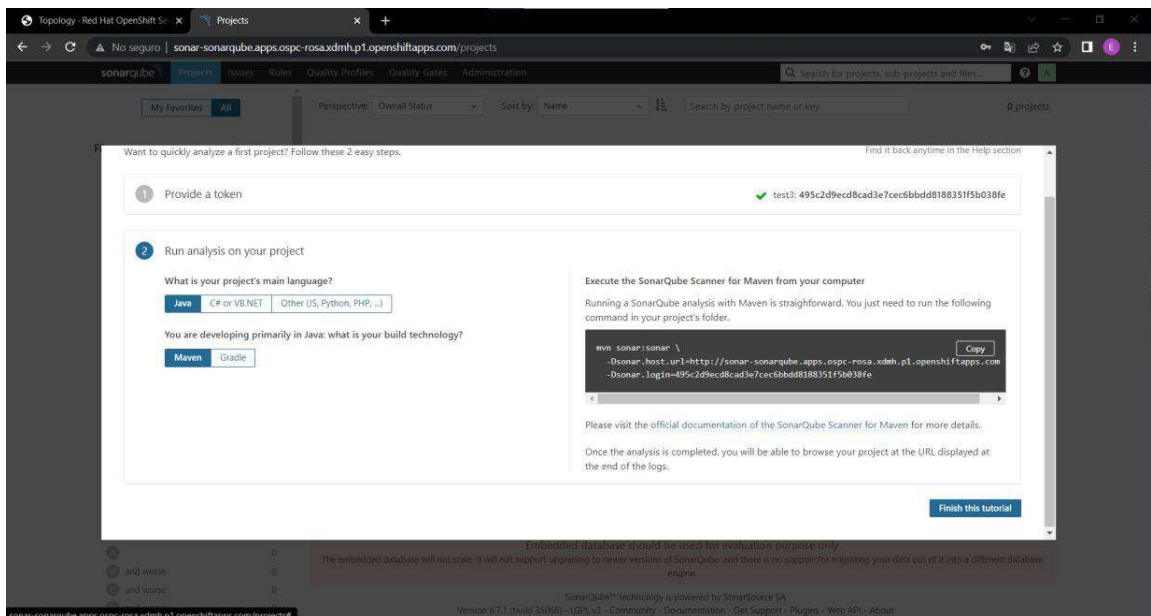 Topology - Red Hat OpenShift Se
Projects
No seguro | sonar-sonarqube.apps.ospc-rosa.xdmh.p1.openshiftapps.com/projects
E
sonarqube Projects Issues Rules Quality Profiles Quality Gates Administration
Search for projects, sub-projects and files...
A
My Favorites All
Perspective: Overall Status
Sort by: Name
Search by project name or key
0 projects
Want to quickly analyze a first project? Follow these 2 easy steps.
Find it back anytime in the Help section
1 Provide a token
test3: 495c2d9ecd8cad3e7cec6bbdd8188351f5b038fe
2 Run analysis on your project
What is your project's main language?
Java C# or VB.NET Other (JS, Python, PHP, ...)
You are developing primarily in Java: what is your build technology?
Maven Gradle
Execute the SonarQube Scanner for Maven from your computer
Running a SonarQube analysis with Maven is straighforward. You just need to run the following
command in your project's folder.
Copy
mvn sonar:sonar \
-Dsonar.host.url=http://sonar-sonarqube.apps.ospc-rosa.xdmh.p1.openshiftapps.com
-Dsonar.login=495c2d9ecd8cad3e7cec6bbdd8188351f5b038fe
Please visit the official documentation of the SonarQube Scanner for Maven for more details.
Once the analysis is completed, you will be able to browse your project at the URL displayed at
the end of the logs.
Finish this tutorial
0
and worse 0
and worse 0
Embedded database should be used for evaluation purpose only
The embedded database will not scale, it will not support upgrading to newer versions of SonarQube, and there is no support for migrating your data out of it into a different database
engine.
SonarQube™ technology is powered by SonarSource SA
Version 6.7.1 (build 35068) - LGPL v3 - Community - Documentation - Get Support - Plugins - Web API - About
sonar-sonarqube.apps.ospc-rosa.xdmh.p1.openshiftapps.com/projects#